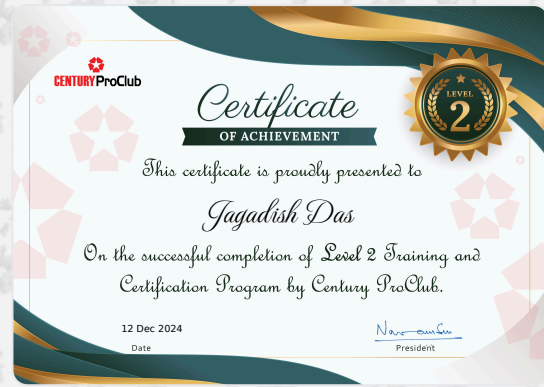 CENTURY ProClub
LEVEL
2
Certificate
OF ACHIEVEMENT
This certificate is proudly presented to
Jagadish Das
On the successful completion of Level 2 Training and
Certification Program by Century ProClub.
12 Dec 2024
Date
President